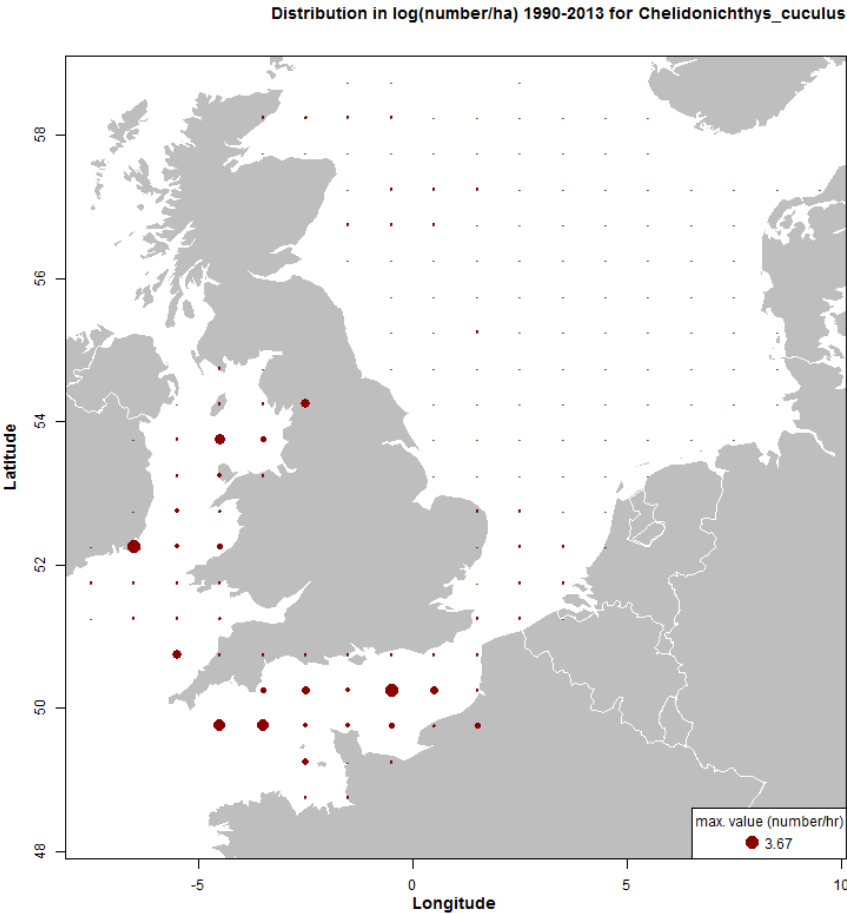 Distribution in log(number/ha) 1990-2013 for Chelidonichthys_cuculus
58
56
54
52
50
48
Latitude
max. value (number/hr)
3.67
-5
0
5
10
Longitude